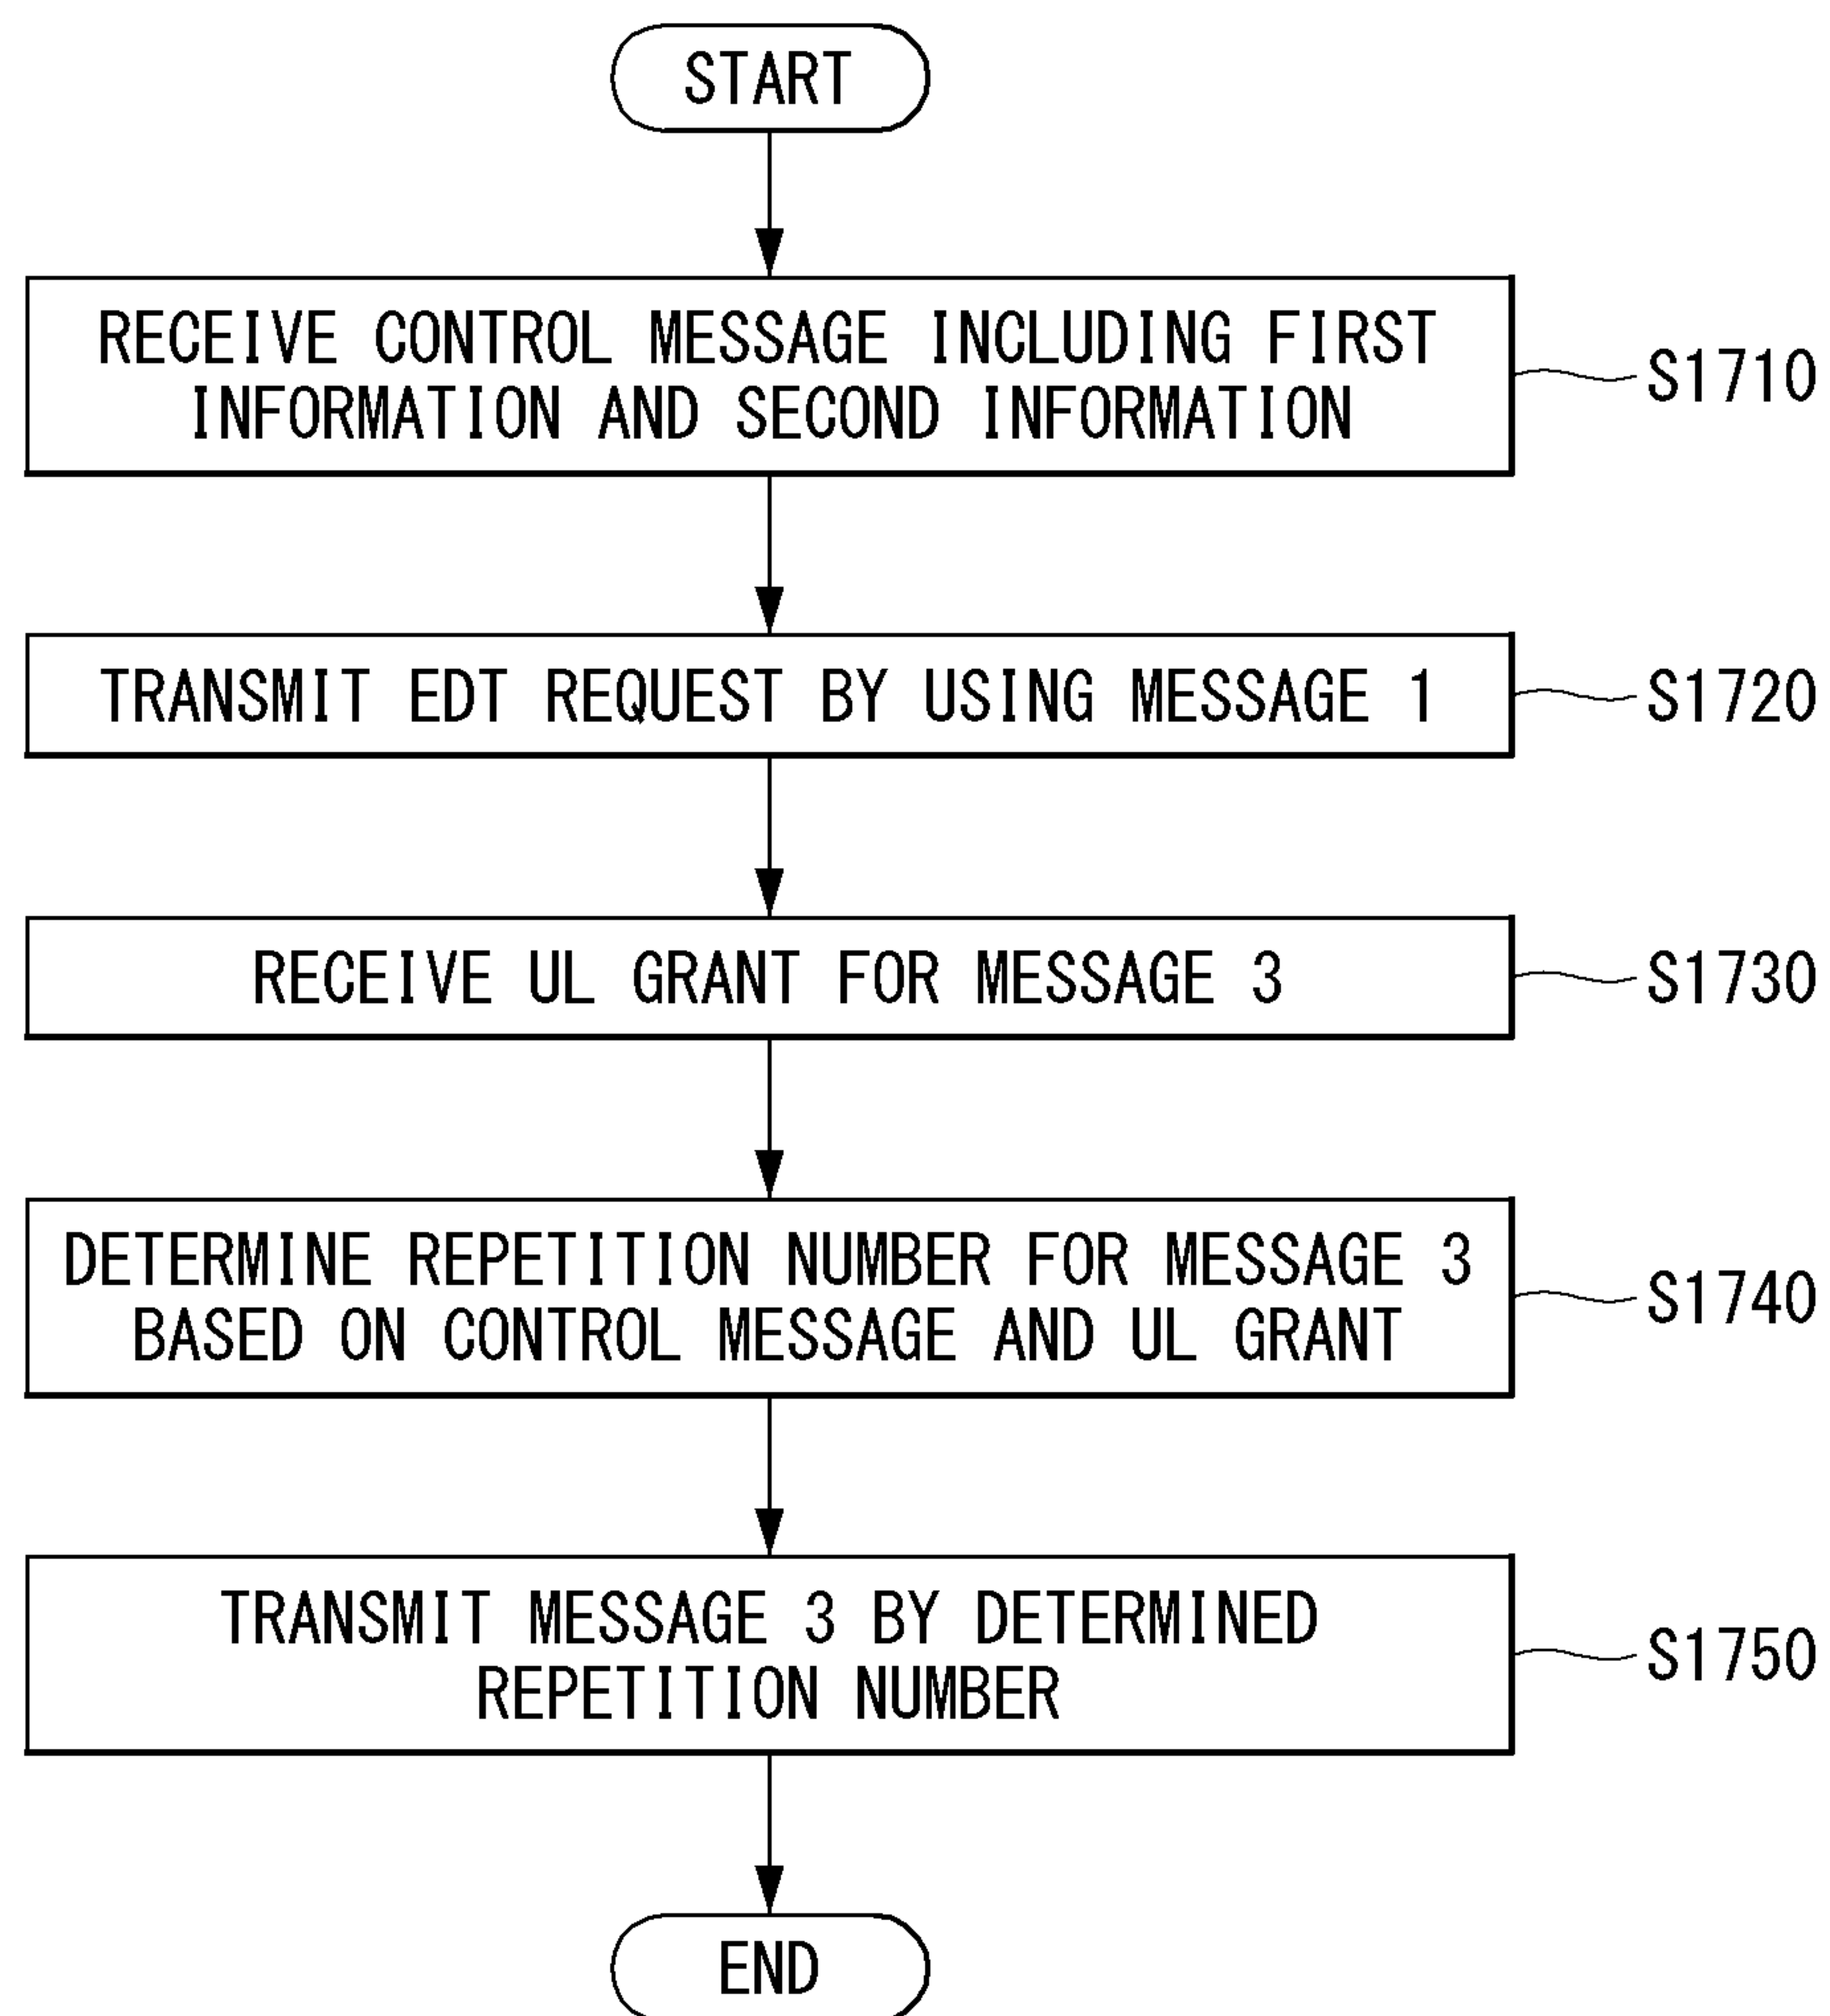 START
RECEIVE CONTROL MESSAGE INCLUDING FIRST
INFORMATION AND SECOND INFORMATION
S1710
TRANSMIT EDT REQUEST BY USING MESSAGE 1
S1720
RECEIVE UL GRANT FOR MESSAGE 3
S1730
DETERMINE REPETITION NUMBER FOR MESSAGE 3
BASED ON CONTROL MESSAGE AND UL GRANT
S1740
TRANSMIT MESSAGE 3 BY DETERMINED
REPETITION NUMBER
S1750
END